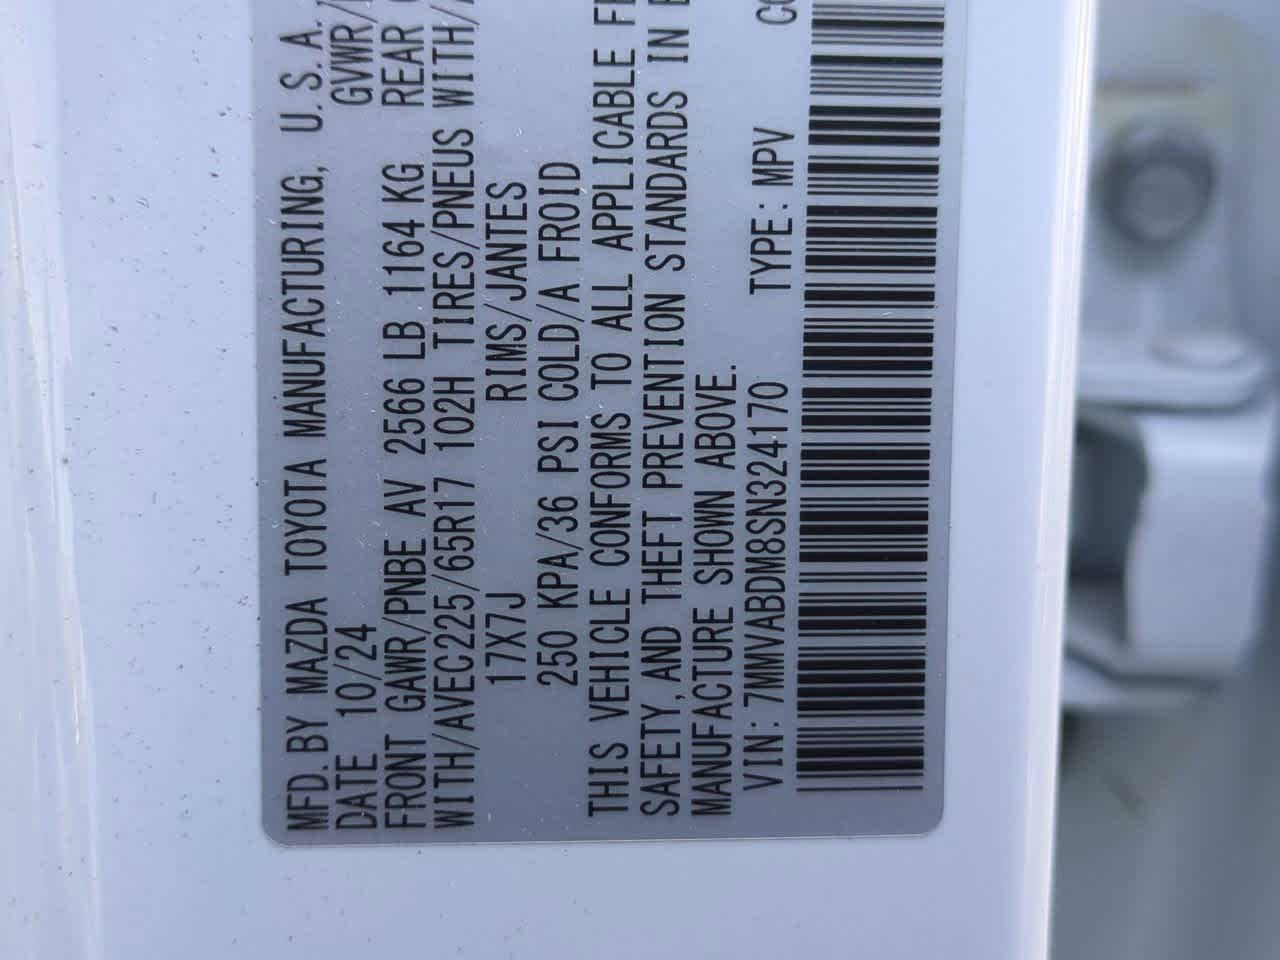 MFD. BY MAZDA TOYOTA MANUFACTURING, U.S.A.
DATE 10/24 GVWR/
FRONT GAWR/PNBE AV 2566 LB 1164 KG REAR
WITH/AVEC225/65R17 102H TIRES/PNEUS WITH/
17X7J RIMS/JANTES
250 KPA/36 PSI COLD/A FROID
THIS VEHICLE CONFORMS TO ALL APPLICABLE
SAFETY, AND THEFT PREVENTION STANDARDS IN
MANUFACTURE SHOWN ABOVE.
VIN: 7MMVABDM8SN324170 TYPE: MPV